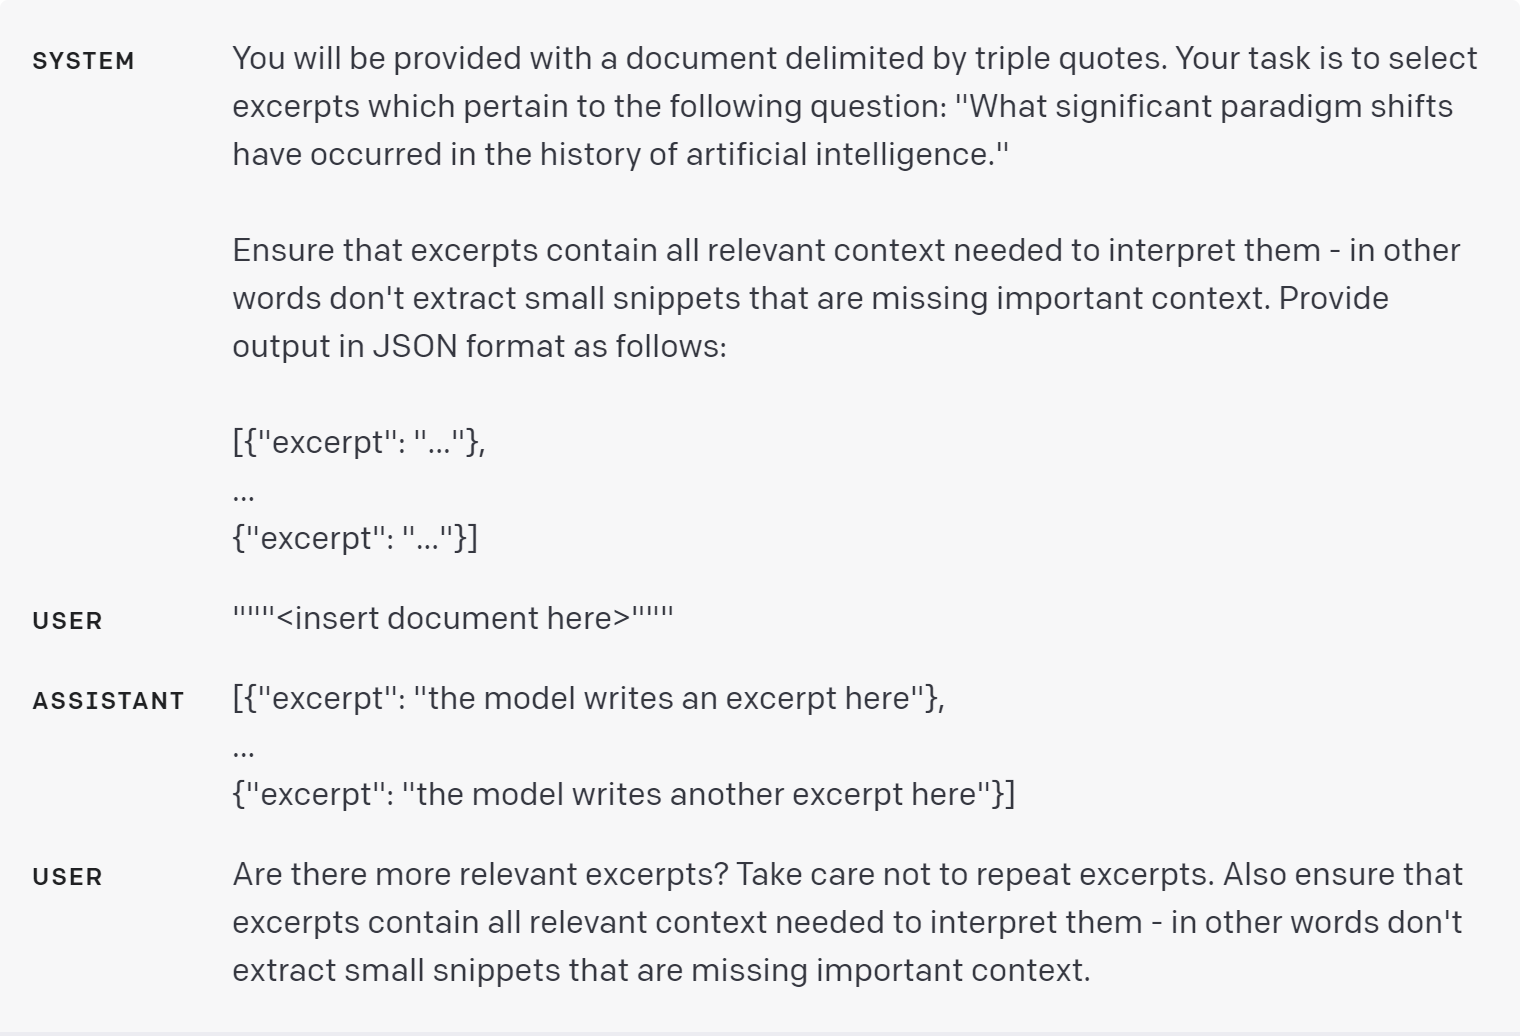 SYSTEM
You will be provided with a document delimited by triple quotes. Your task is to select
excerpts which pertain to the following question: "What significant paradigm shifts
have occurred in the history of artificial intelligence."
Ensure that excerpts contain all relevant context needed to interpret them - in other
words don't extract small snippets that are missing important context. Provide
output in JSON format as follows:
[{"excerpt": "..."},
...
{"excerpt": "..."}]
USER
"""<insert document here>"""
ASSISTANT
[{"excerpt": "the model writes an excerpt here"},
...
{"excerpt": "the model writes another excerpt here"}]
USER
Are there more relevant excerpts? Take care not to repeat excerpts. Also ensure that
excerpts contain all relevant context needed to interpret them - in other words don't
extract small snippets that are missing important context.